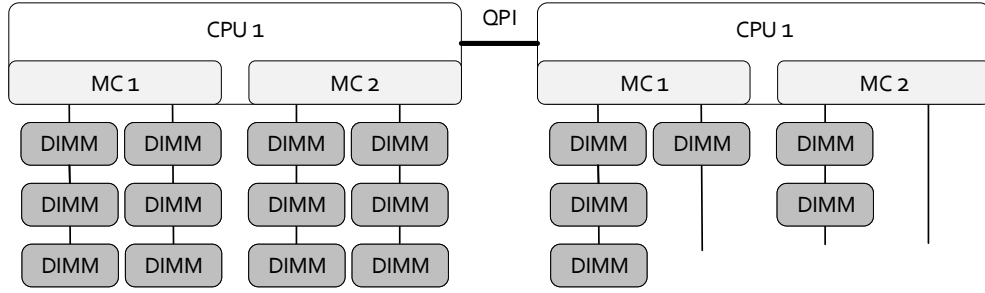 QPI
CPU 1 CPU 1
MC 1 MC 2 MC 1 MC 2
DIMM DIMM DIMM DIMM DIMM DIMM DIMM
DIMM DIMM DIMM DIMM DIMM DIMM
DIMM DIMM DIMM DIMM DIMM